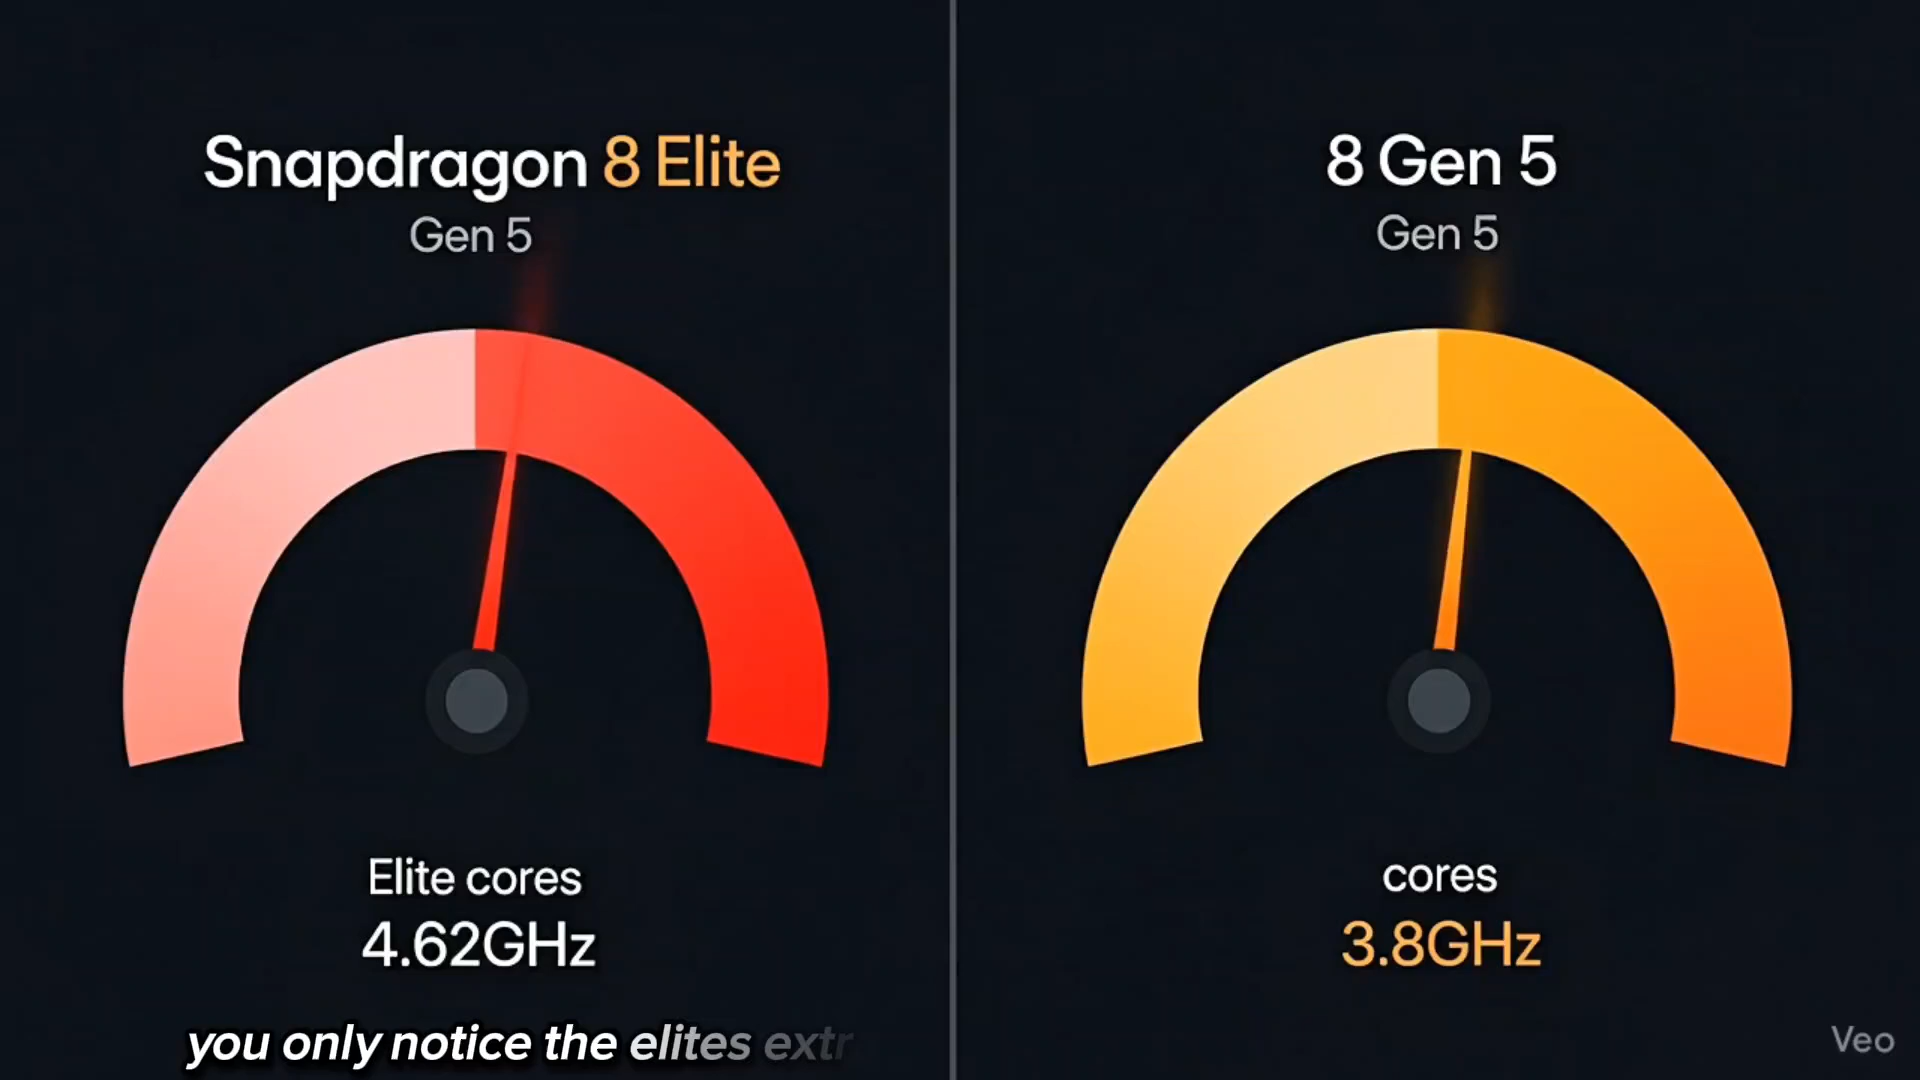 Snapdragon 8 Elite
Gen 5
Elite cores
4.62GHz
8 Gen 5
Gen 5
cores
3.8GHz
you only notice the elites extr
Veo